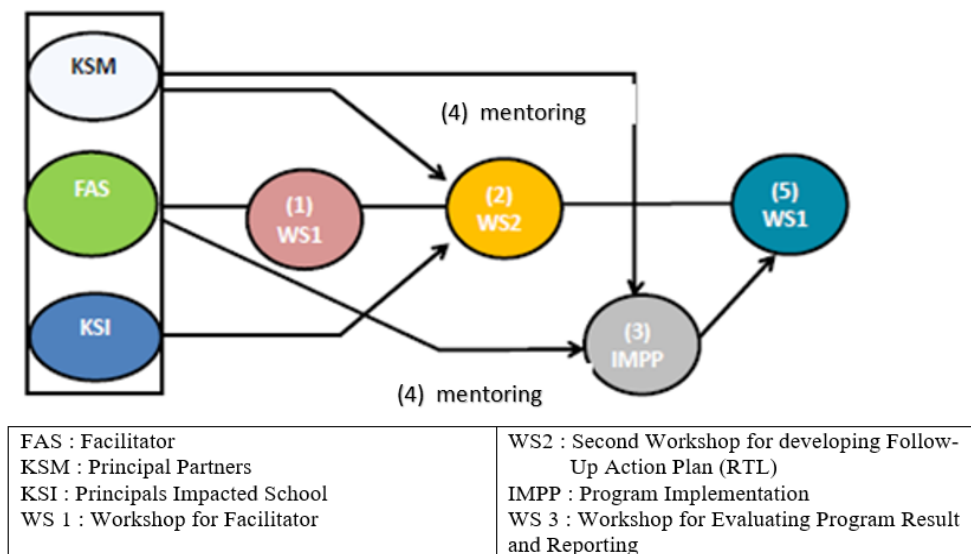 KSM
(4) mentoring
FAS
(1)
WS1
(2)
WS2
(5)
WS1
KSI
(3)
IMPP
(4) mentoring
FAS : Facilitator
KSM : Principal Partners
KSI : Principals Impacted School
WS 1 : Workshop for Facilitator
WS2 : Second Workshop for developing Follow-
Up Action Plan (RTL)
IMPP : Program Implementation
WS 3 : Workshop for Evaluating Program Result
and Reporting